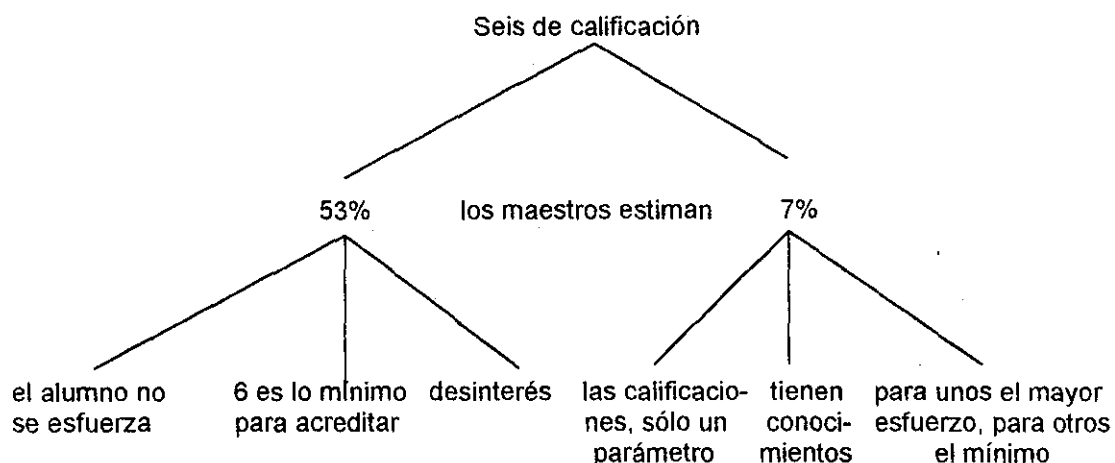 Seis de calificación
53% los maestros estiman 7%
el alumno no
se esfuerza
6 es lo mínimo
para acreditar
desinterés
las calificacio-
nes, sólo un
parámetro
tienen
conoci-
mientos
para unos el mayor
esfuerzo, para otros
el mínimo